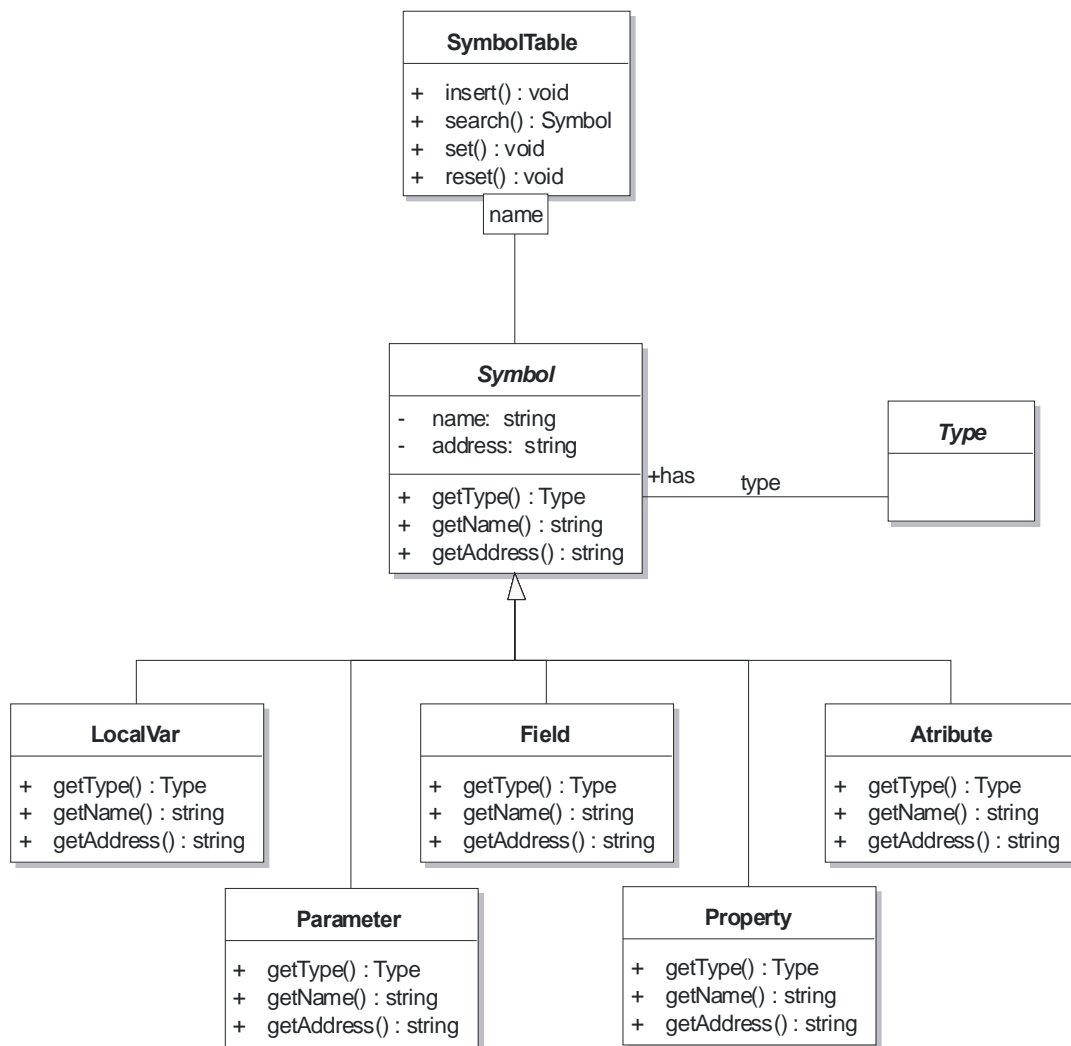 SymbolTable
+ insert() : void
+ search() : Symbol
+ set() : void
+ reset() : void
name
Symbol
- name: string
- address: string
+ getType() : Type
+ getName() : string
+ getAddress() : string
+has
type
Type
LocalVar
+ getType() : Type
+ getName() : string
+ getAddress() : string
Field
+ getType() : Type
+ getName() : string
+ getAddress() : string
Atribute
+ getType() : Type
+ getName() : string
+ getAddress() : string
Parameter
+ getType() : Type
+ getName() : string
+ getAddress() : string
Property
+ getType() : Type
+ getName() : string
+ getAddress() : string